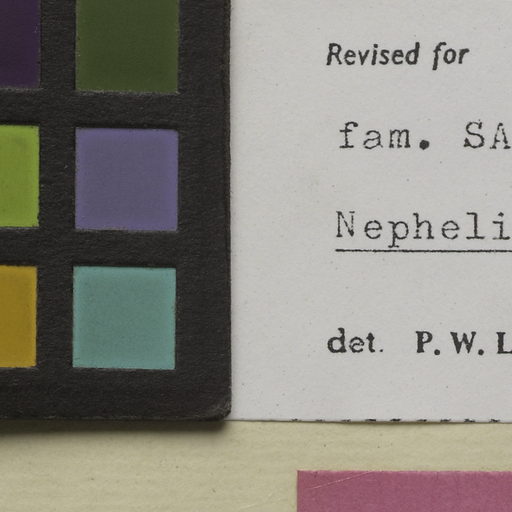 Revised for
fam. SA
Nepheli
det. P. W. L